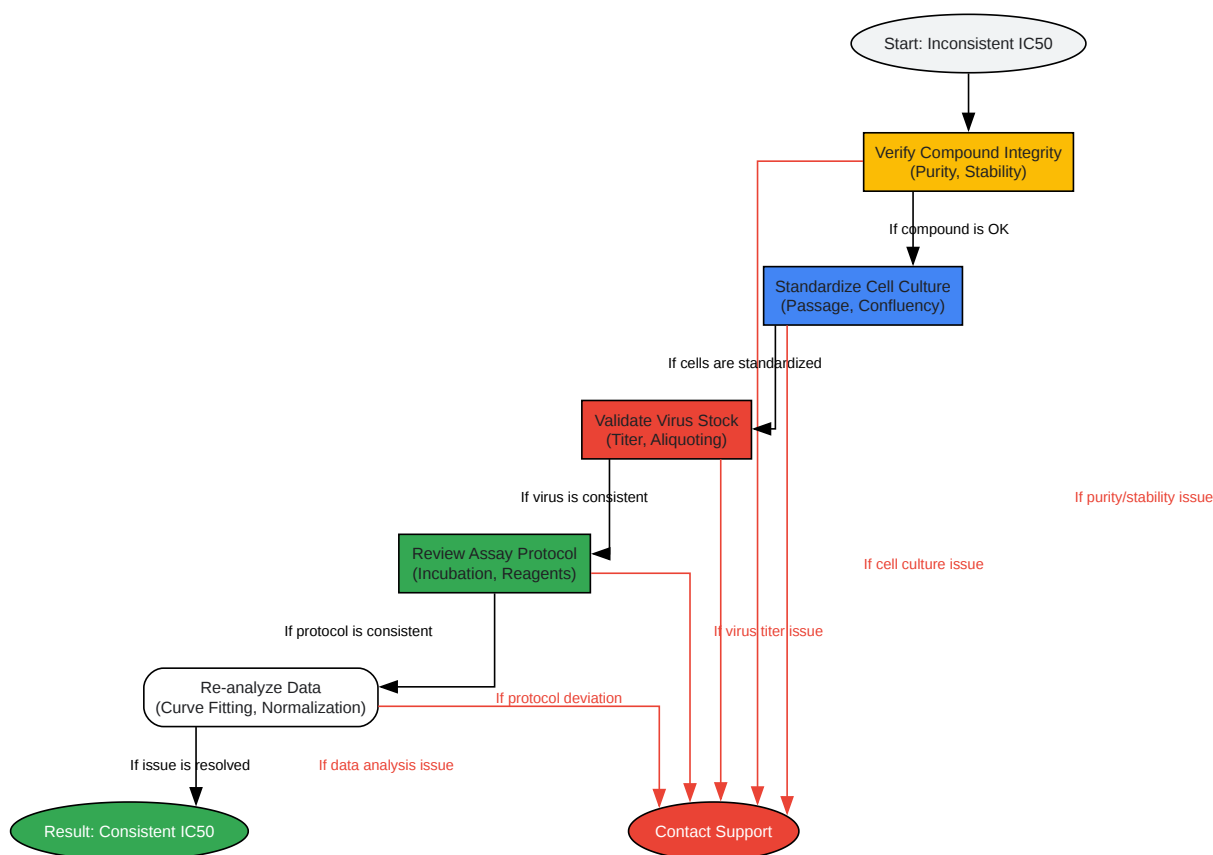 Start: Inconsistent IC50
Verify Compound Integrity
(Purity, Stability)
If compound is OK
Standardize Cell Culture
(Passage, Confluency)
If cells are standardized
Validate Virus Stock
(Titer, Aliquoting)
If virus is consistent
If purity/stability issue
Review Assay Protocol
(Incubation, Reagents)
If cell culture issue
If protocol is consistent
If virus titer issue
Re-analyze Data
(Curve Fitting, Normalization)
If protocol deviation
If issue is resolved
If data analysis issue
Result: Consistent IC50
Contact Support